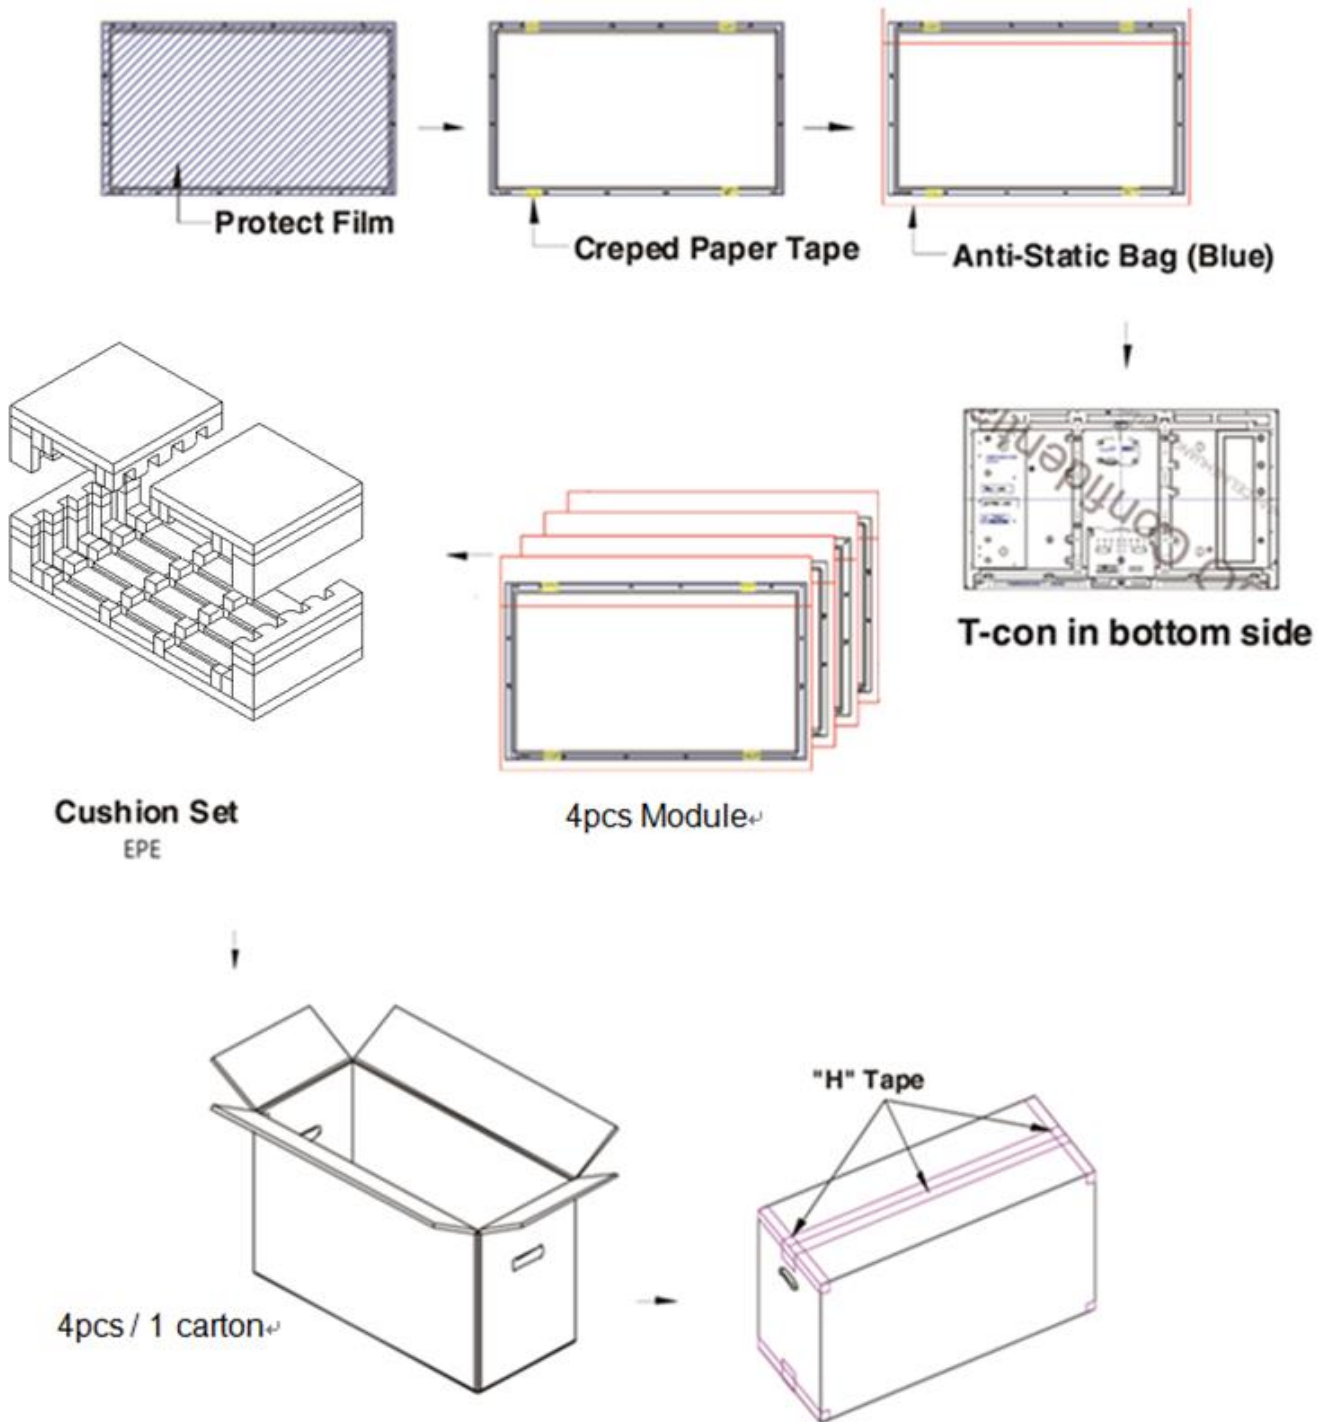 Protect Film
Creped Paper Tape
Anti-Static Bag (Blue)
Confidenti
T-con in bottom side
4pcs Module
Cushion Set
EPE
"H" Tape
4pcs / 1 carton